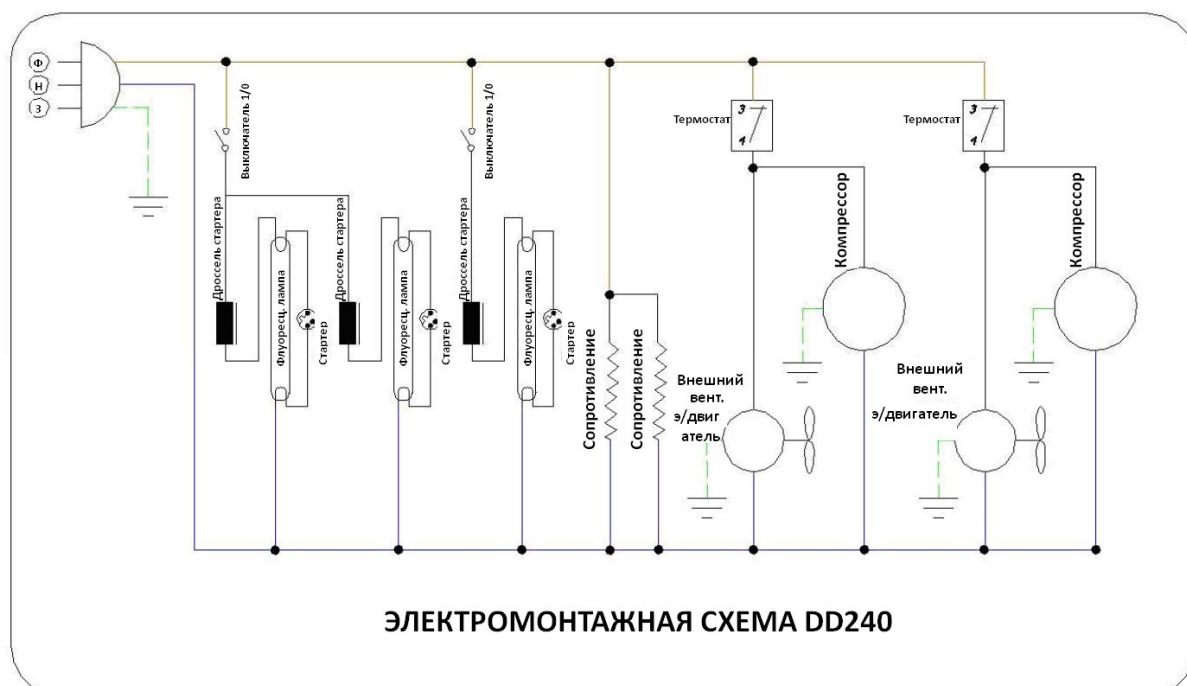 Ф
Н
З
Выключатель 1/0
Выключатель 1/0
Термостат
3
4
Термостат
3
4
Дроссель стартера
Флуоресц. лампа
Стартер
Дроссель стартера
Флуоресц. лампа
Стартер
Дроссель стартера
Флуоресц. лампа
Стартер
Сопротивление
Сопротивление
Компрессор
Компрессор
Внешний
вент.
э/двиг
атель
Внешний
вент.
э/двигатель
ЭЛЕКТРОМОНТАЖНАЯ СХЕМА DD240